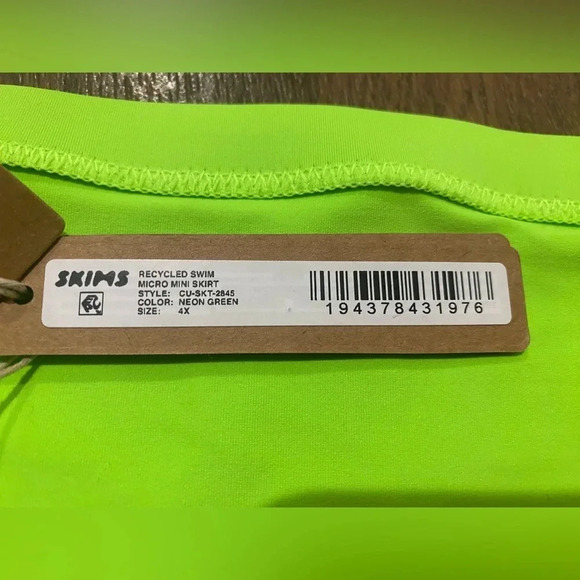 SKIMS
RECYCLED SWIM
MICRO MINI SKIRT
STYLE: CU-SKT-2845
COLOR: NEON GREEN
SIZE: 4X
194378431976